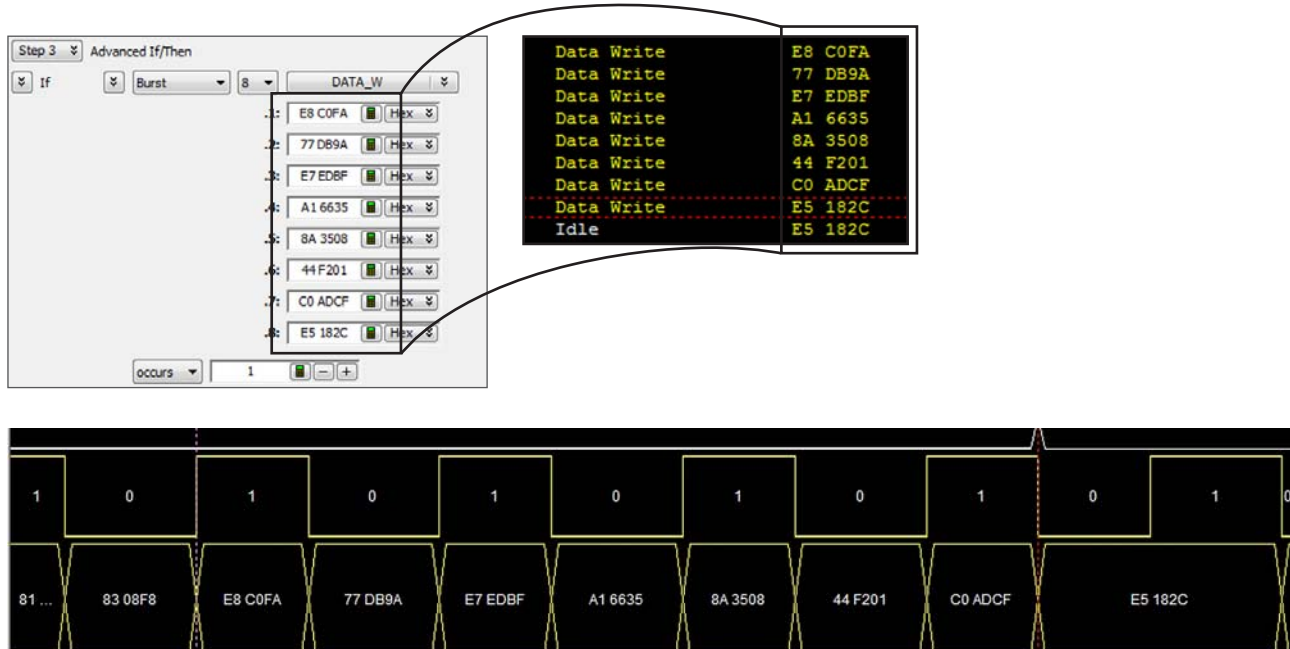 Step 3 Advanced If/Then
If Burst 8 DATA_W
.1: E8 C0FA Hex
.2: 77 DB9A Hex
.3: E7 EDBF Hex
.4: A1 6635 Hex
.5: 8A 3508 Hex
.6: 44 F201 Hex
.7: C0 ADCF Hex
.8: E5 182C Hex
occurs 1 − +
Data Write E8 C0FA
Data Write 77 DB9A
Data Write E7 EDBF
Data Write A1 6635
Data Write 8A 3508
Data Write 44 F201
Data Write C0 ADCF
Data Write E5 182C
Idle E5 182C
1 0 1 0 1 0 1 0 1 0 1 0
81 ... 83 08F8 E8 C0FA 77 DB9A E7 EDBF A1 6635 8A 3508 44 F201 C0 ADCF E5 182C